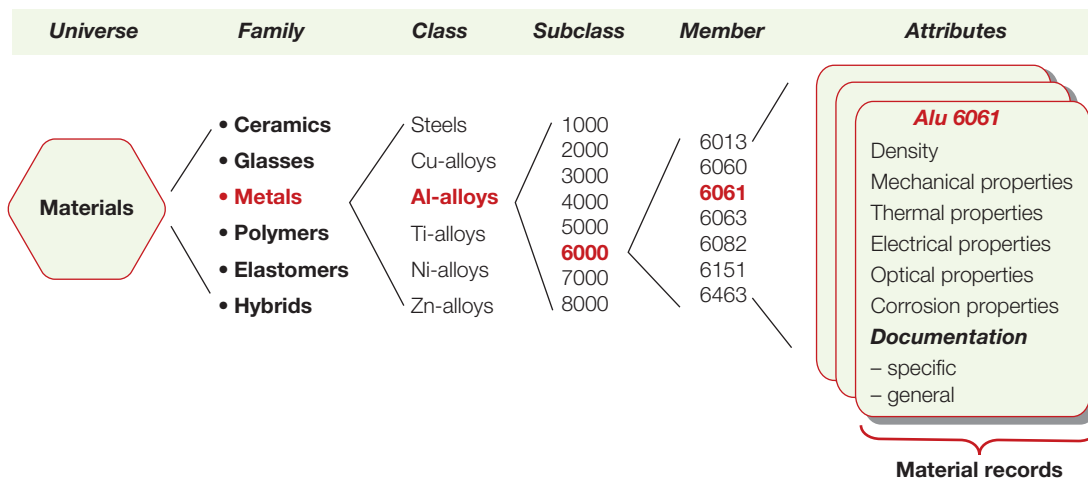 Universe Family Class Subclass Member Attributes
Materials
• Ceramics
• Glasses
• Metals
• Polymers
• Elastomers
• Hybrids
Steels
Cu-alloys
Al-alloys
Ti-alloys
Ni-alloys
Zn-alloys
1000
2000
3000
4000
5000
6000
7000
8000
6013
6060
6061
6063
6082
6151
6463
Alu 6061
Density
Mechanical properties
Thermal properties
Electrical properties
Optical properties
Corrosion properties
Documentation
– specific
– general
Material records